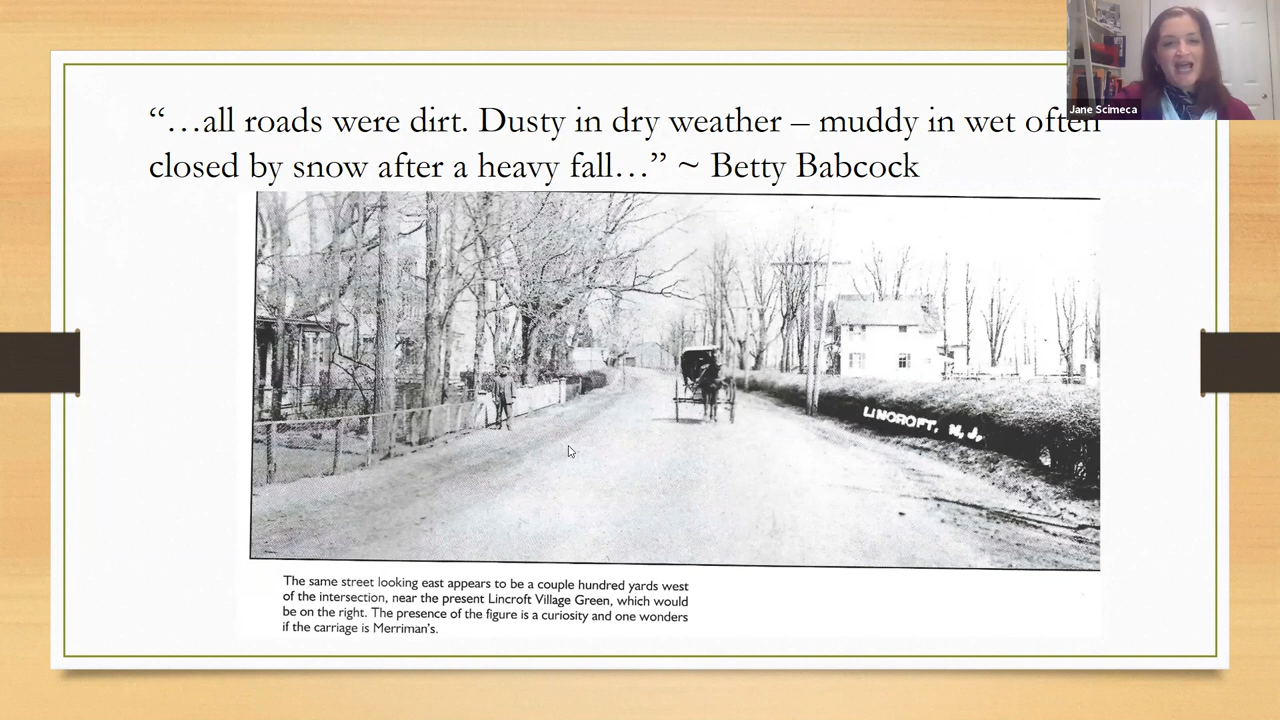 Jane Scimeca
“…all roads were dirt. Dusty in dry weather – muddy in wet often
closed by snow after a heavy fall…” ~ Betty Babcock
LINCROFT, N.J.
The same street looking east appears to be a couple hundred yards west
of the intersection, near the present Lincroft Village Green, which would
be on the right. The presence of the figure is a curiosity and one wonders
if the carriage is Merriman's.